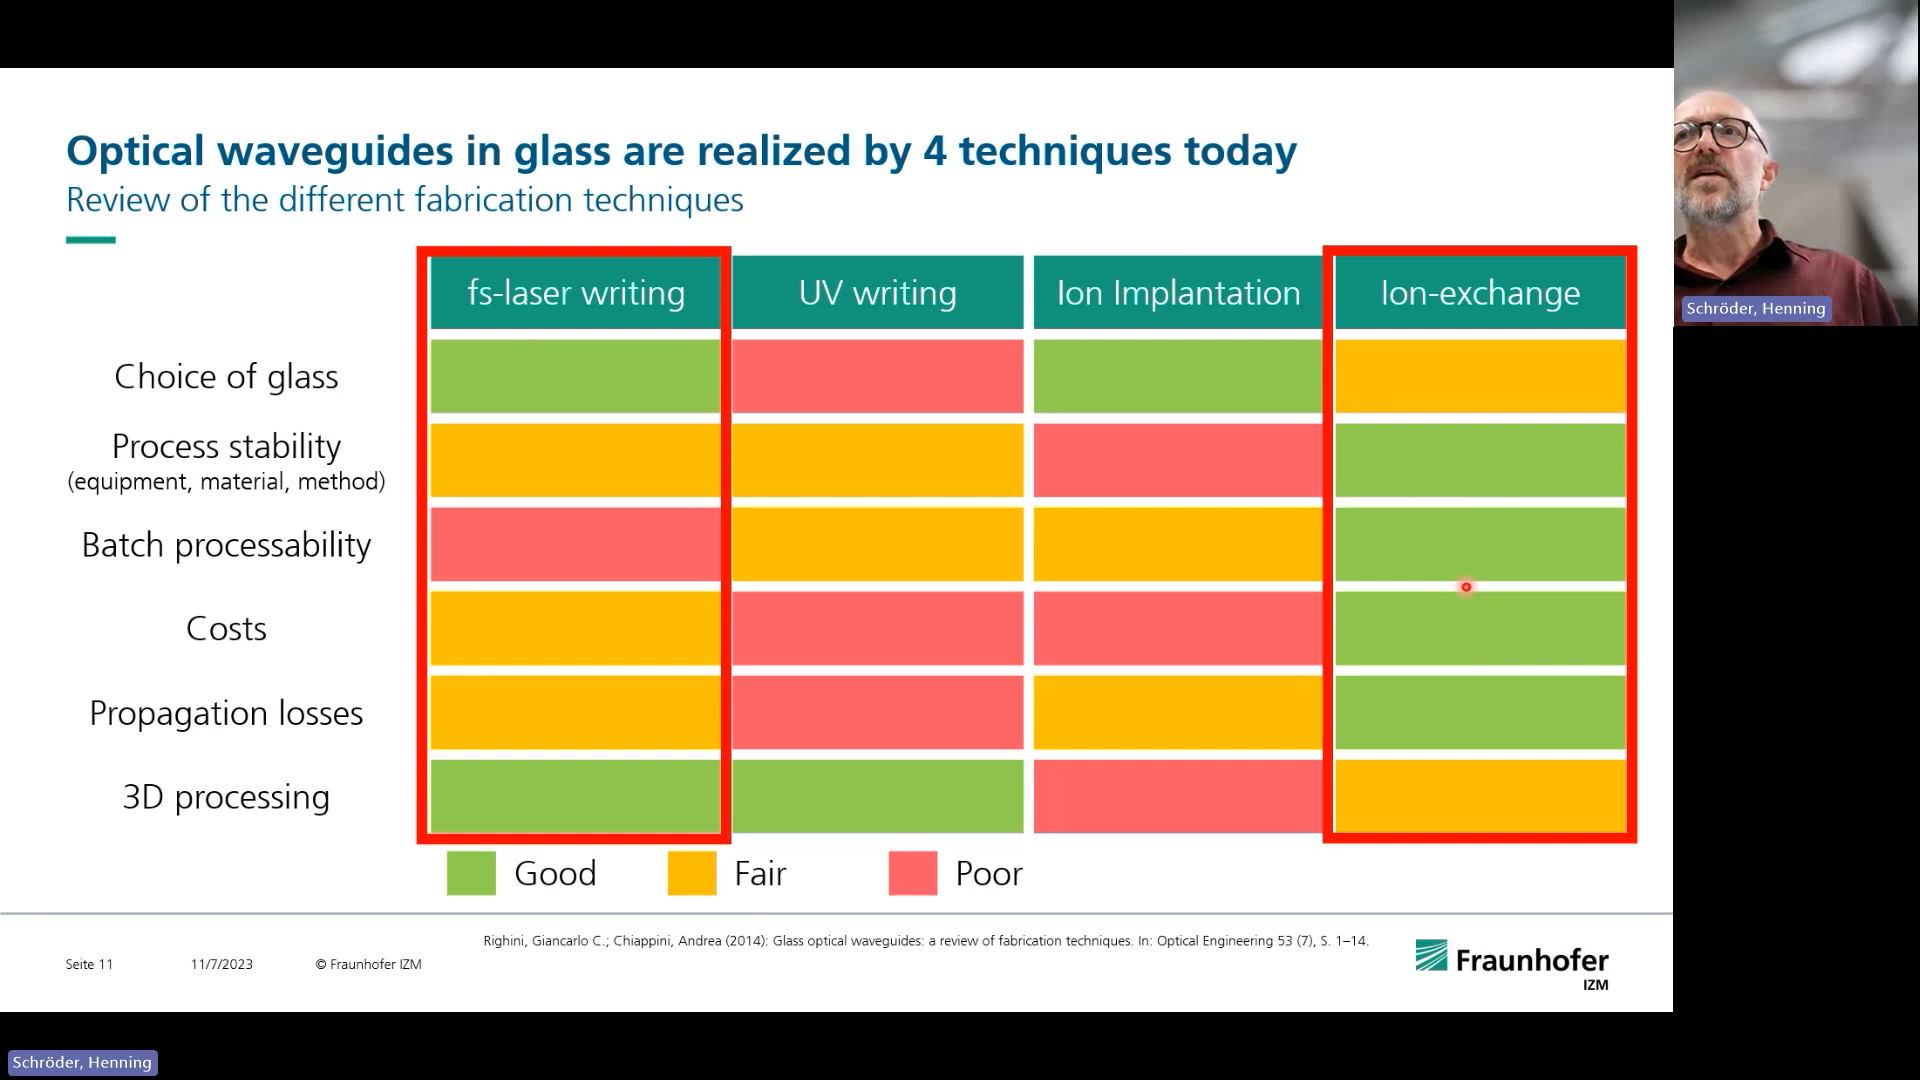 Optical waveguides in glass are realized by 4 techniques today
Review of the different fabrication techniques
fs-laser writing
UV writing
Ion Implantation
Ion-exchange
Choice of glass
Process stability
(equipment, material, method)
Batch processability
Costs
Propagation losses
3D processing
Good
Fair
Poor
Righini, Giancarlo C.; Chiappini, Andrea (2014): Glass optical waveguides: a review of fabrication techniques. In: Optical Engineering 53 (7), S. 1–14.
Seite 11
11/7/2023
© Fraunhofer IZM
Fraunhofer
IZM
Schröder, Henning
Schröder, Henning